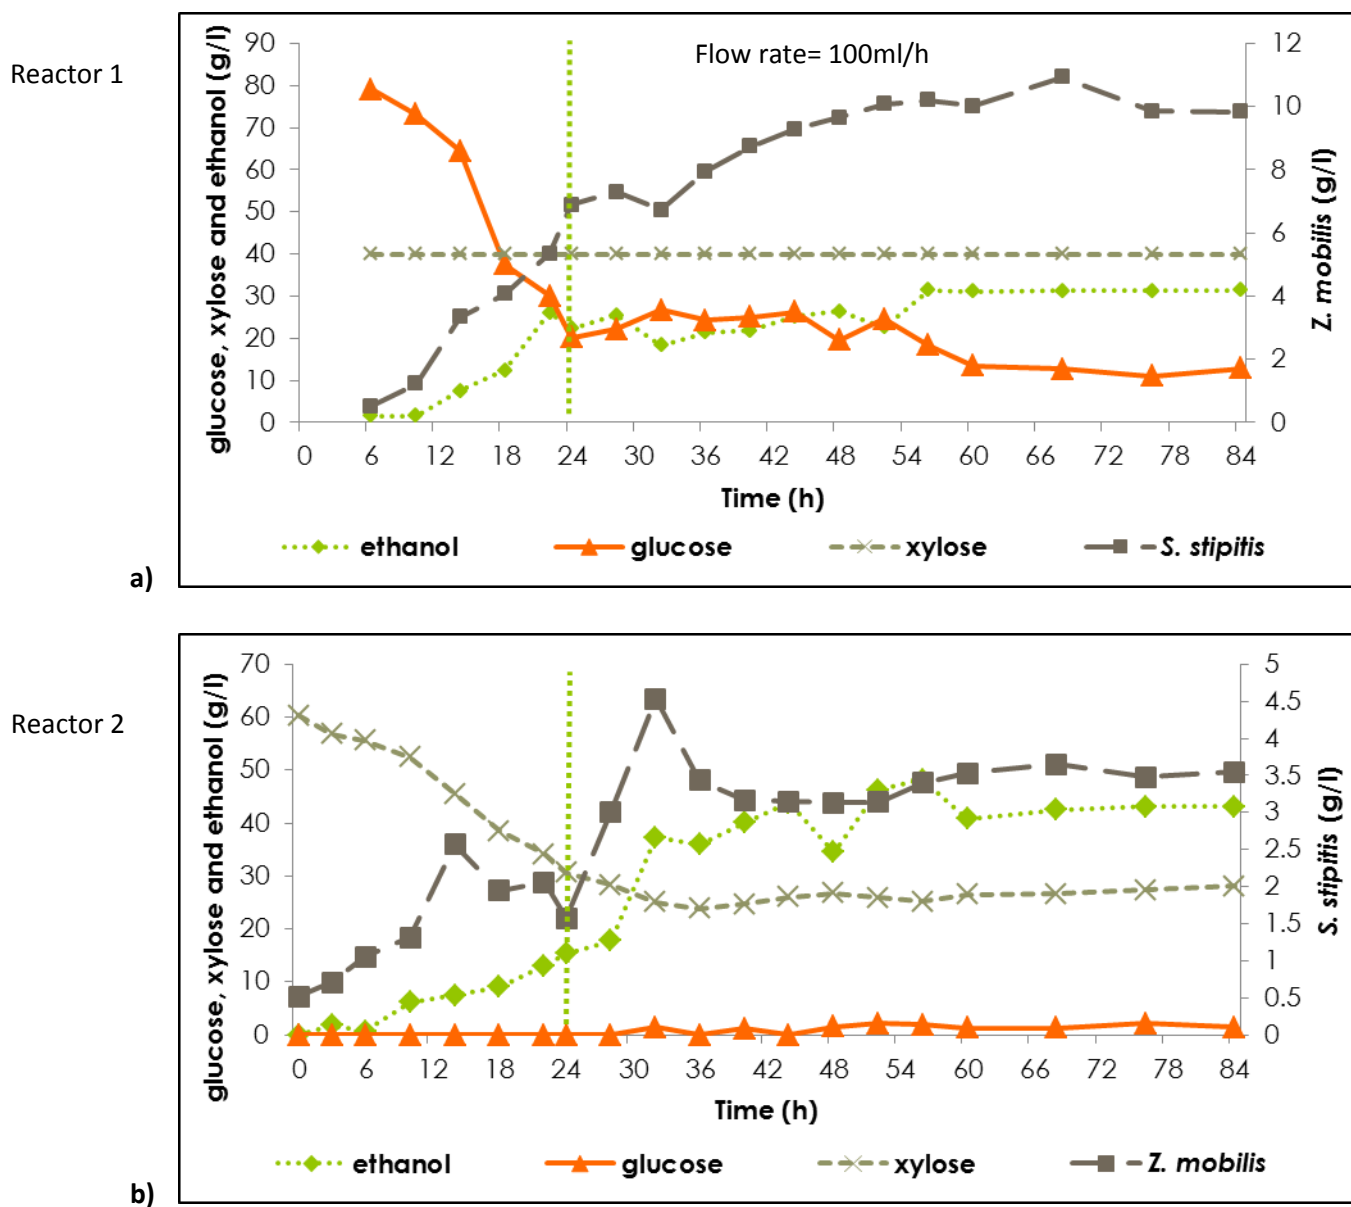 Reactor 1
Flow rate= 100ml/h
glucose, xylose and ethanol (g/l)
90
80
70
60
50
40
30
20
10
0
12
10
8
6
4
2
0
Z. mobilis (g/l)
0 6 12 18 24 30 36 42 48 54 60 66 72 78 84
Time (h)
ethanol glucose xylose S. stipitis
a)
Reactor 2
glucose, xylose and ethanol (g/l)
70
60
50
40
30
20
10
0
5
4.5
4
3.5
3
2.5
2
1.5
1
0.5
0
S. stipitis (g/l)
0 6 12 18 24 30 36 42 48 54 60 66 72 78 84
Time (h)
ethanol glucose xylose Z. mobilis
b)